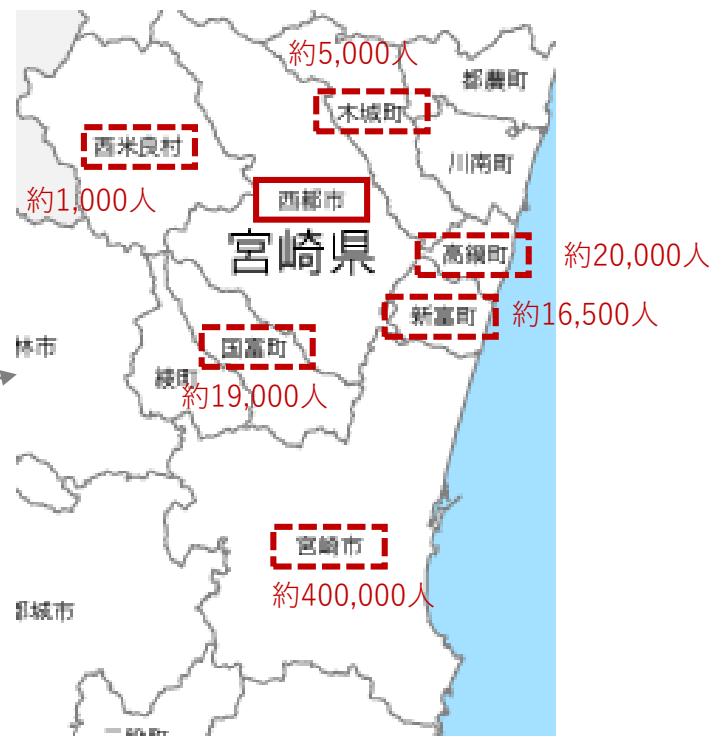 約5,000人
都農町
木城町
西米良村
川南町
約1,000人
西都市
宮崎県
高鍋町
約20,000人
新富町
約16,500人
国富町
林市
綾町
約19,000人
宮崎市
約400,000人
都城市